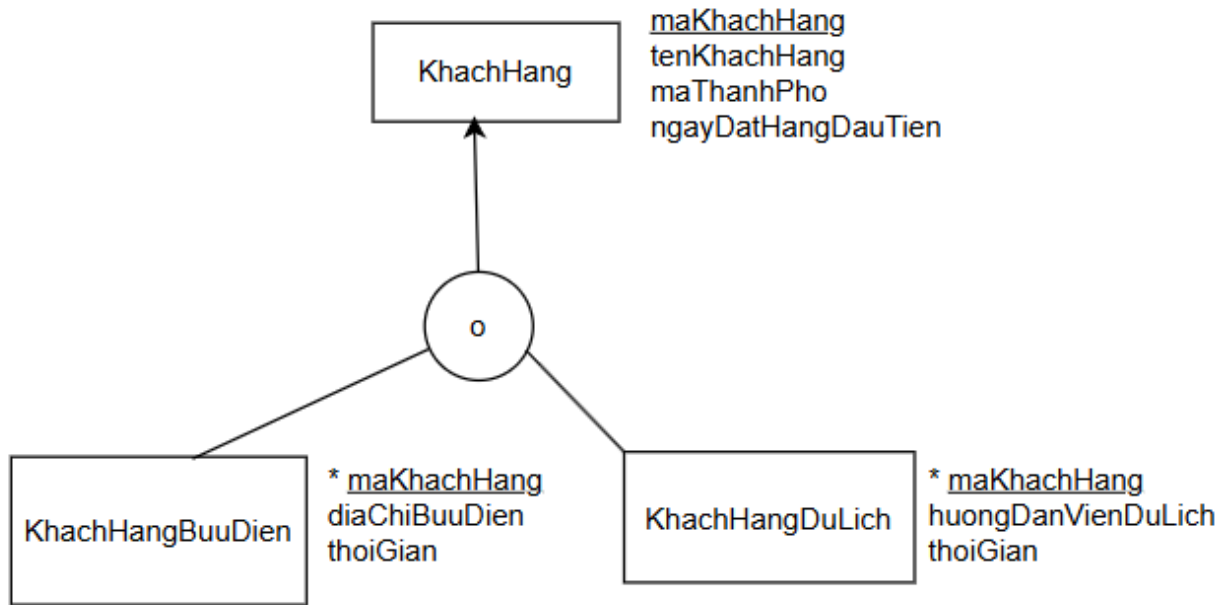 KhachHang
maKhachHang
tenKhachHang
maThanhPho
ngayDatHangDauTien
o
KhachHangBuuDien
* maKhachHang
diaChiBuuDien
thoiGian
KhachHangDuLich
* maKhachHang
huongDanVienDuLich
thoiGian